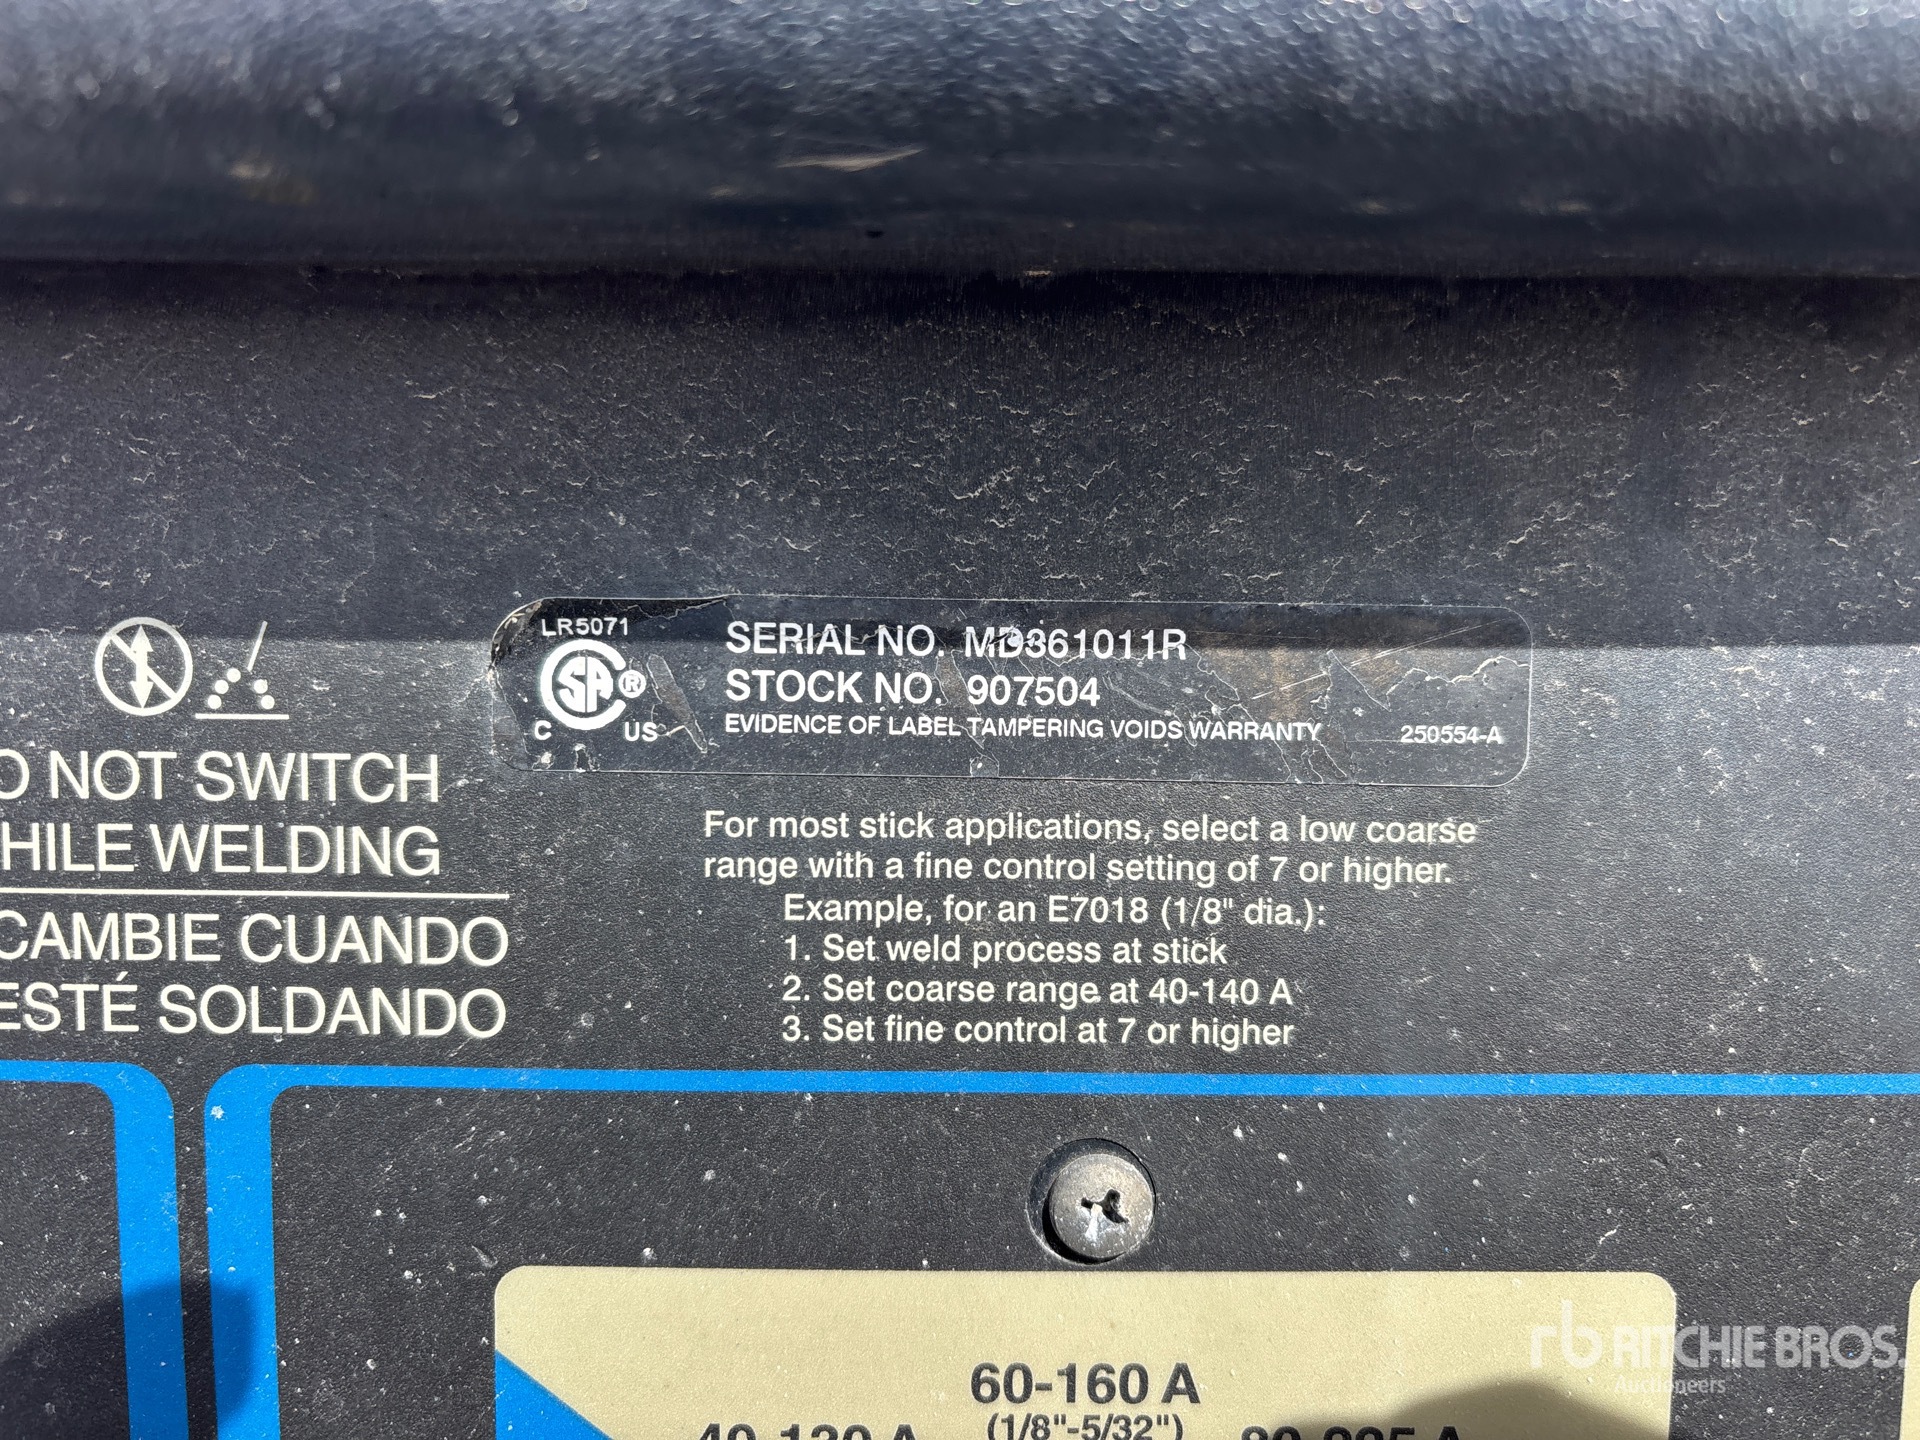 LR5071
SA ®
C US
SERIAL NO. MD361011R
STOCK NO. 907504
EVIDENCE OF LABEL TAMPERING VOIDS WARRANTY
250554-A
O NOT SWITCH
HILE WELDING
CAMBIE CUANDO
ESTÉ SOLDANDO
For most stick applications, select a low coarse
range with a fine control setting of 7 or higher.
Example, for an E7018 (1/8" dia.):
1. Set weld process at stick
2. Set coarse range at 40-140 A
3. Set fine control at 7 or higher
60-160 A
(1/8"-5/32")
rb RITCHIE BROS.
Auctioneers